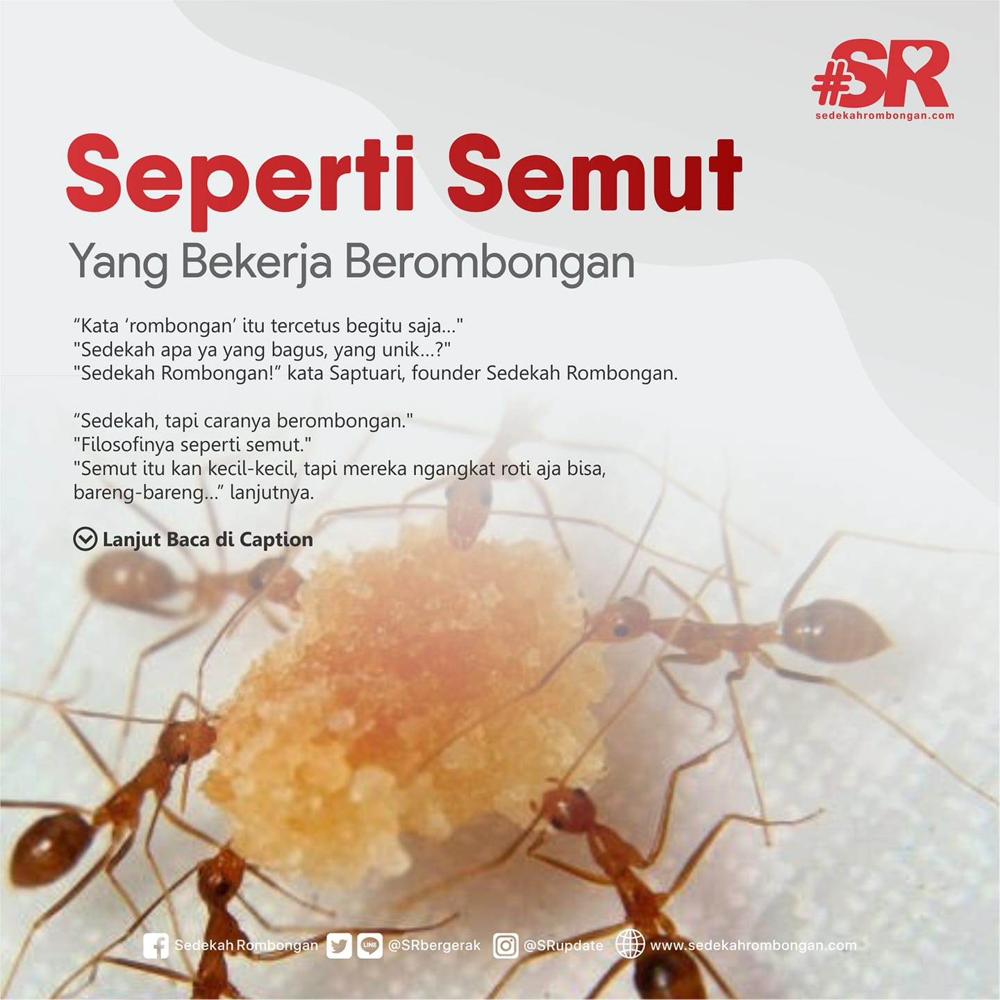 #SR
sedekahrombongan.com
Seperti Semut
Yang Bekerja Berombongan
“Kata ‘rombongan’ itu tercetus begitu saja..."
"Sedekah apa ya yang bagus, yang unik...?"
"Sedekah Rombongan!” kata Saptuari, founder Sedekah Rombongan.
“Sedekah, tapi caranya berombongan."
"Filosofinya seperti semut."
"Semut itu kan kecil-kecil, tapi mereka ngangkat roti aja bisa,
bareng-bareng...” lanjutnya.
Lanjut Baca di Caption
Sedekah Rombongan LINE @SRbergerak @SRupdate www.sedekahrombongan.com